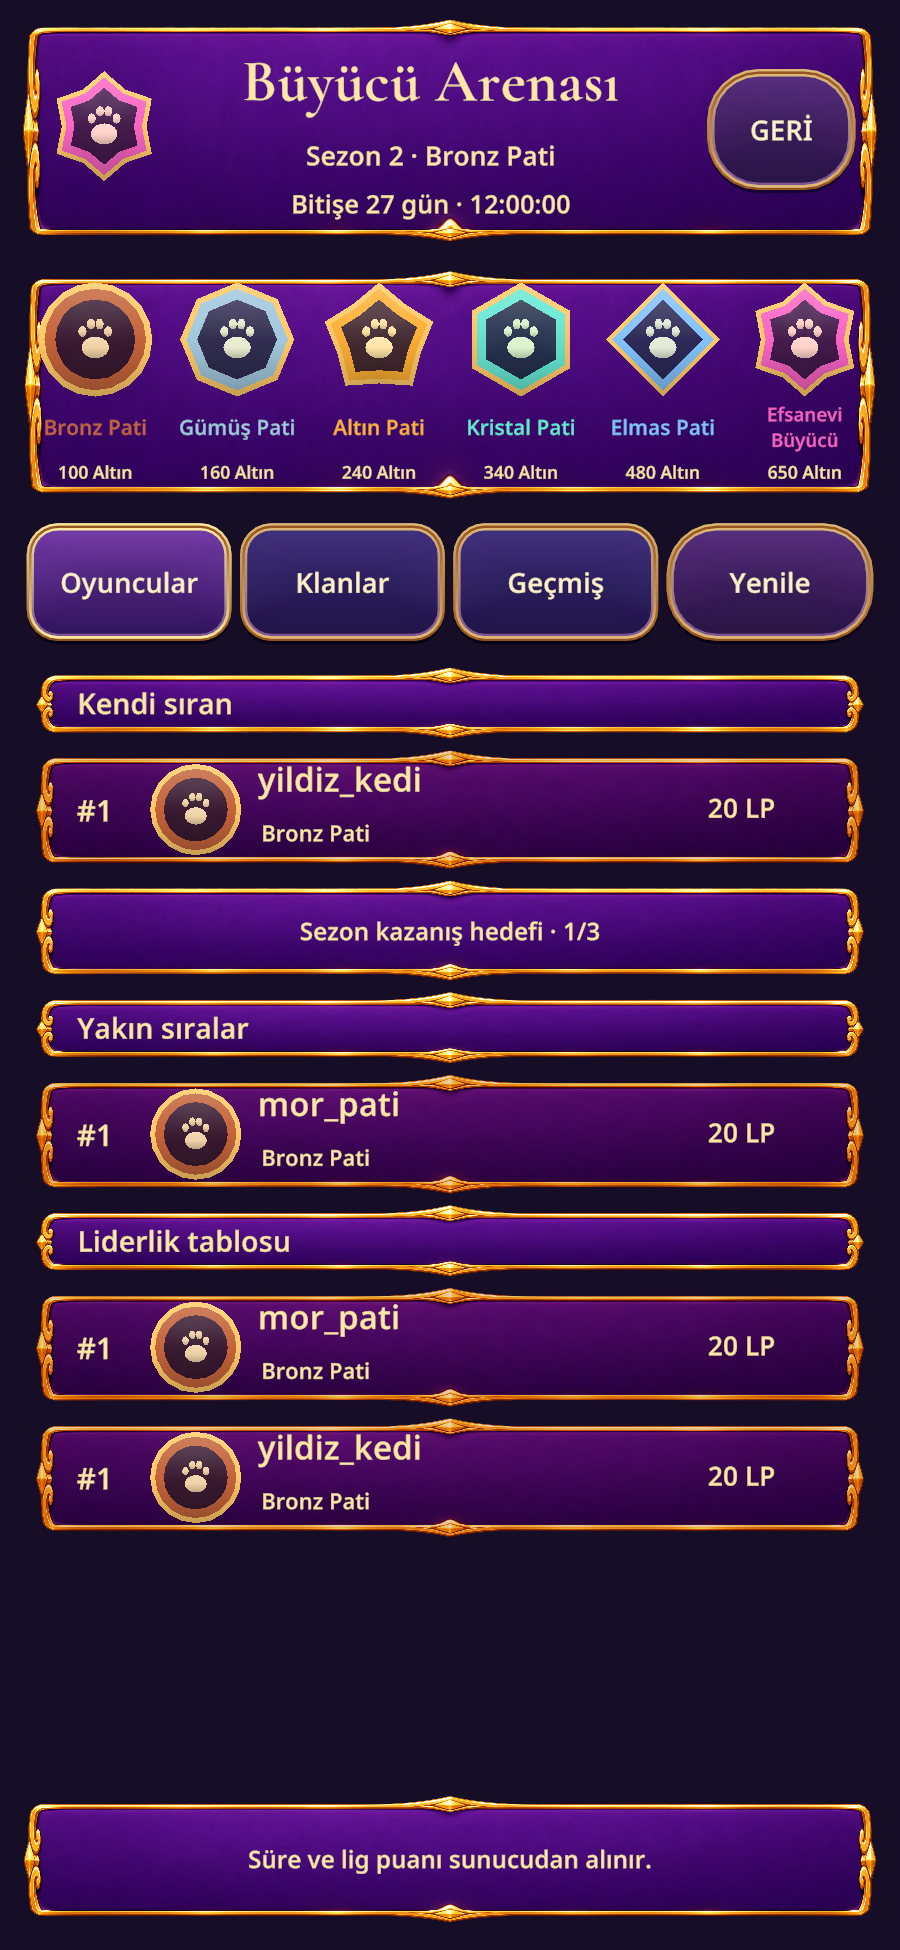 Büyücü Arenası
Sezon 2 · Bronz Pati
Bitişe 27 gün · 12:00:00
GERİ
Bronz Pati
100 Altın
Gümüş Pati
160 Altın
Altın Pati
240 Altın
Kristal Pati
340 Altın
Elmas Pati
480 Altın
Efsanevi
Büyücü
650 Altın
Oyuncular
Klanlar
Geçmiş
Yenile
Kendi sıran
#1
yildiz_kedi
Bronz Pati
20 LP
Sezon kazanış hedefi · 1/3
Yakın sıralar
#1
mor_pati
Bronz Pati
20 LP
Liderlik tablosu
#1
mor_pati
Bronz Pati
20 LP
#1
yildiz_kedi
Bronz Pati
20 LP
Süre ve lig puanı sunucudan alınır.